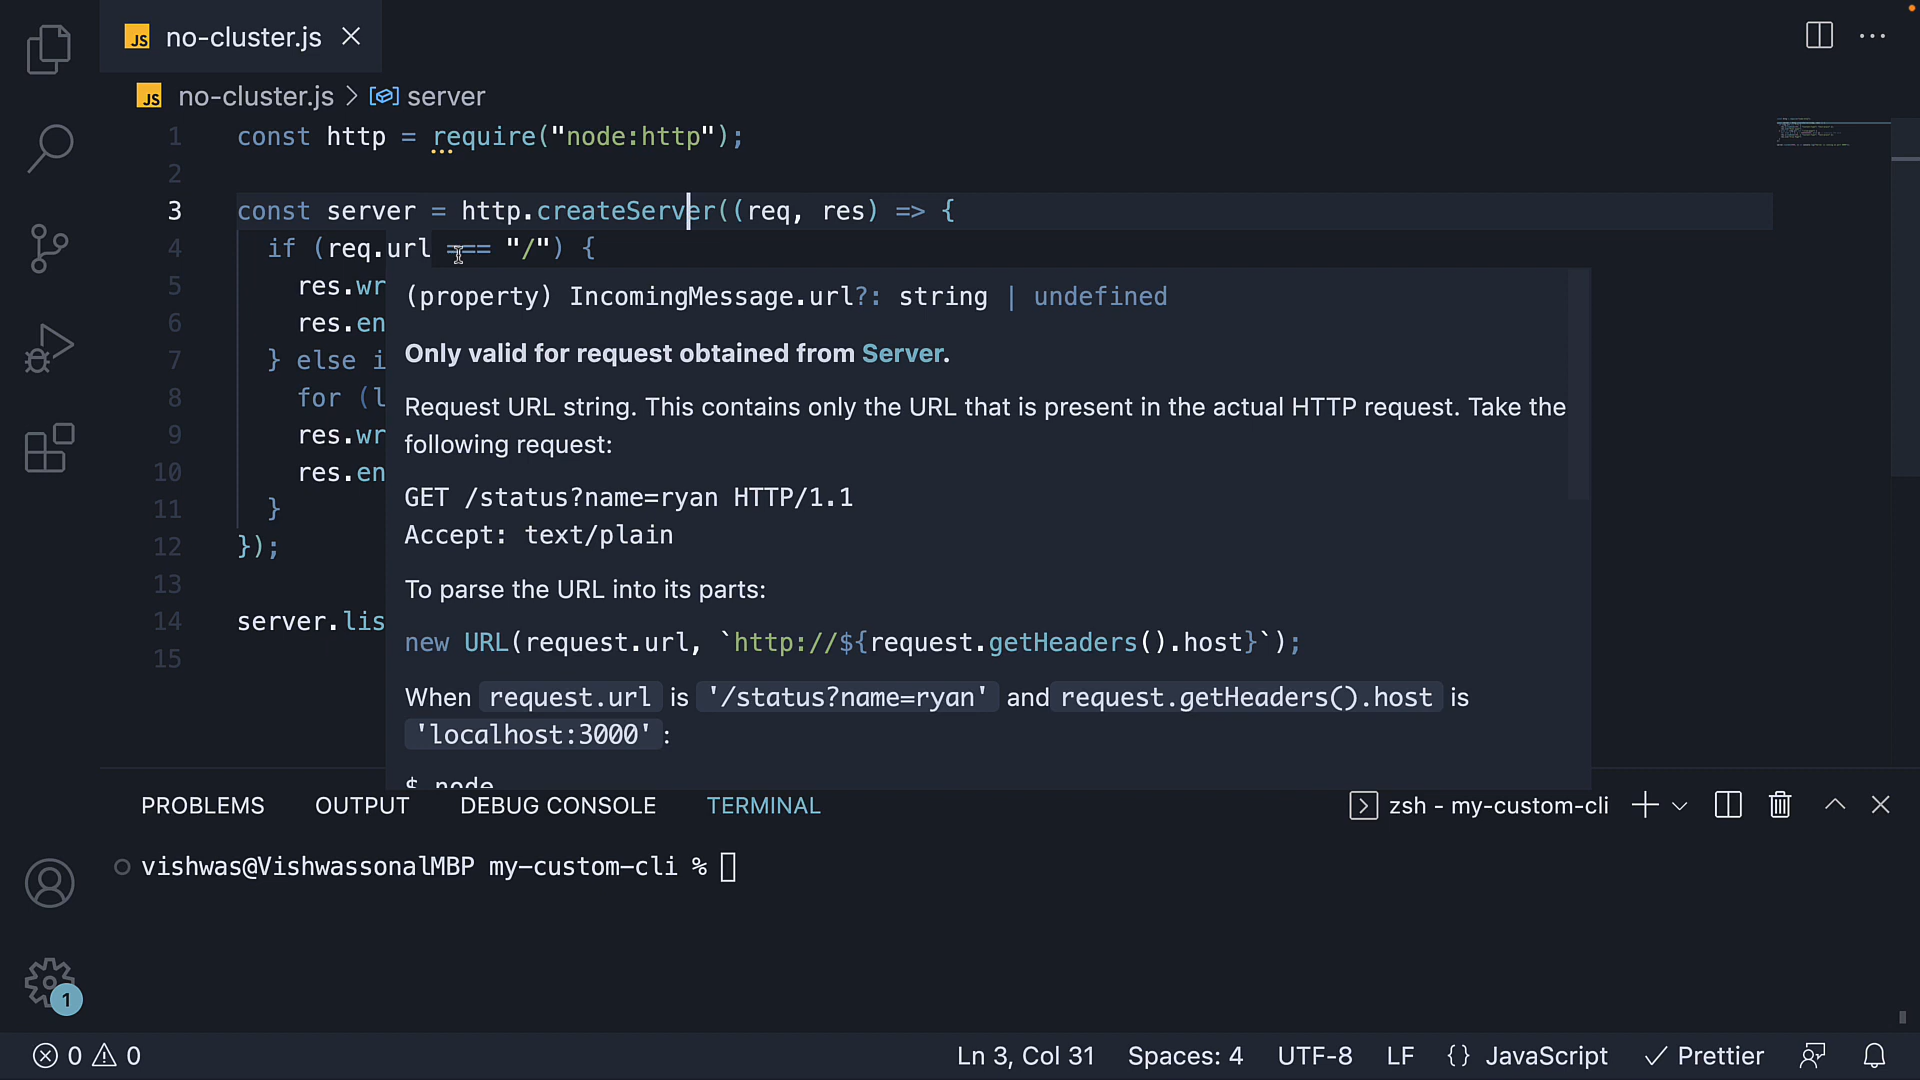 JS no-cluster.js
JS no-cluster.js > server
1 const http = require("node:http");
2
3 const server = http.createServer((req, res) => {
4 if (req.url === "/") {
5 res.wr
6 res.en
7 } else i
8 for (l
9 res.wr
10 res.en
11 }
12 });
13
14 server.lis
15
(property) IncomingMessage.url?: string | undefined
Only valid for request obtained from Server.
Request URL string. This contains only the URL that is present in the actual HTTP request. Take the
following request:
GET /status?name=ryan HTTP/1.1
Accept: text/plain
To parse the URL into its parts:
new URL(request.url, `http://${request.getHeaders().host}`);
When request.url is '/status?name=ryan' and request.getHeaders().host is
'localhost:3000' :
$ node
PROBLEMS OUTPUT DEBUG CONSOLE TERMINAL zsh - my-custom-cli
vishwas@VishwassonalMBP my-custom-cli %
1
0 0 Ln 3, Col 31 Spaces: 4 UTF-8 LF {} JavaScript Prettier